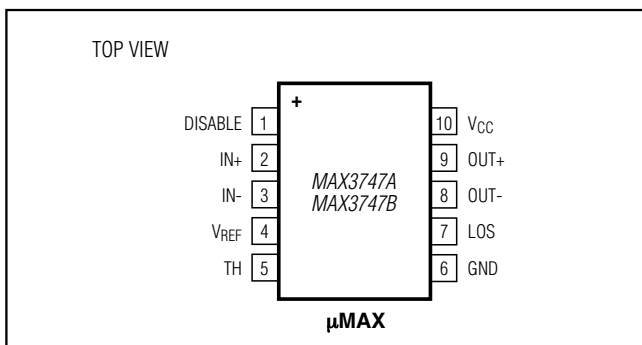 TOP VIEW
+
DISABLE 1 10 VCC
IN+ 2 9 OUT+
MAX3747A
IN- 3 8 OUT-
MAX3747B
VREF 4 7 LOS
TH 5 6 GND
µMAX